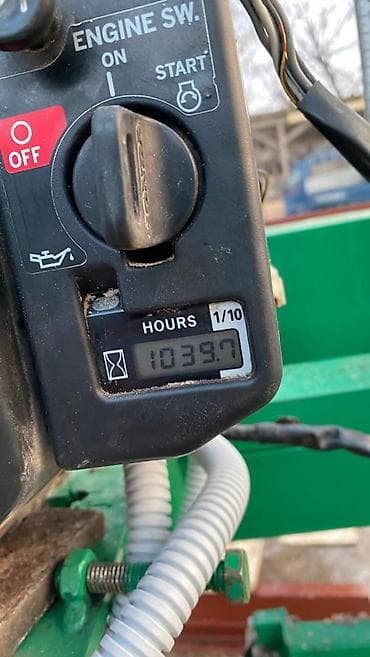 ENGINE SW.
ON
START
OFF
HOURS
1/10
1039.7